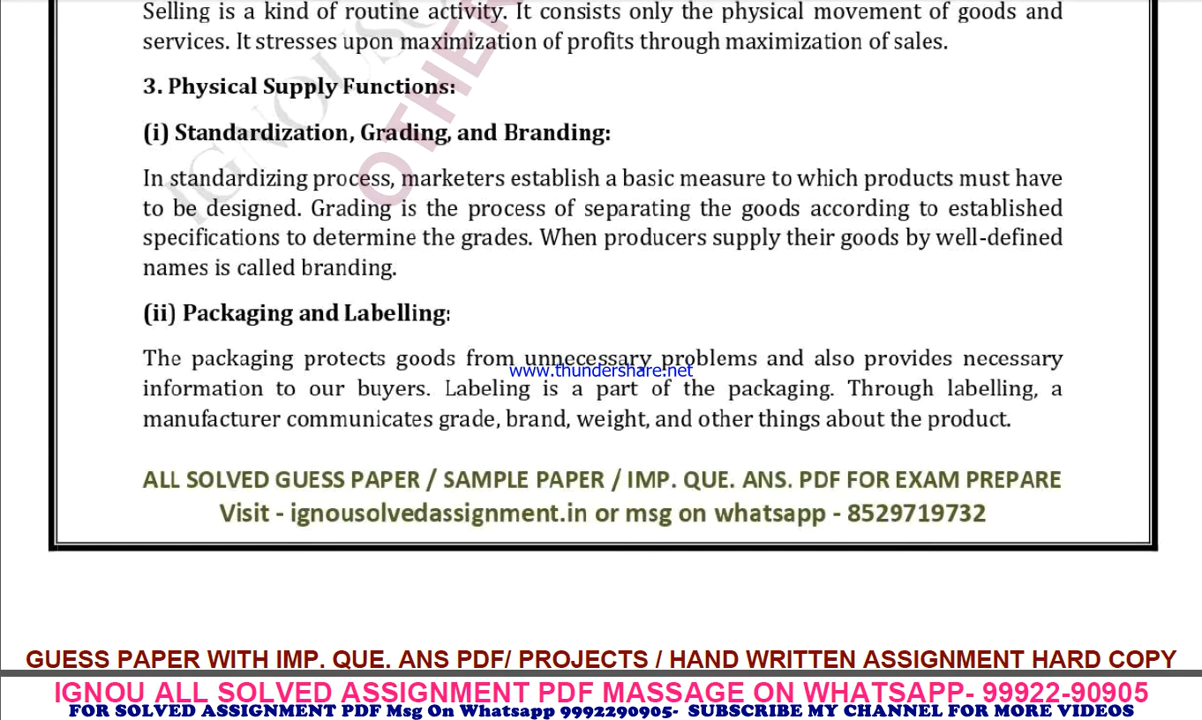 Selling is a kind of routine activity. It consists only the physical movement of goods and
services. It stresses upon maximization of profits through maximization of sales.
3. Physical Supply Functions:
(i) Standardization, Grading, and Branding:
In standardizing process, marketers establish a basic measure to which products must have
to be designed. Grading is the process of separating the goods according to established
specifications to determine the grades. When producers supply their goods by well-defined
names is called branding.
(ii) Packaging and Labelling:
The packaging protects goods from unnecessary problems and also provides necessary
www.thundershare.net
information to our buyers. Labeling is a part of the packaging. Through labelling, a
manufacturer communicates grade, brand, weight, and other things about the product.
ALL SOLVED GUESS PAPER / SAMPLE PAPER / IMP. QUE. ANS. PDF FOR EXAM PREPARE
Visit - ignousolvedassignment.in or msg on whatsapp - 8529719732
GUESS PAPER WITH IMP. QUE. ANS PDF/ PROJECTS / HAND WRITTEN ASSIGNMENT HARD COPY
IGNOU ALL SOLVED ASSIGNMENT PDF MASSAGE ON WHATSAPP- 99922-90905
FOR SOLVED ASSIGNMENT PDF Msg On Whatsapp 9992290905- SUBSCRIBE MY CHANNEL FOR MORE VIDEOS